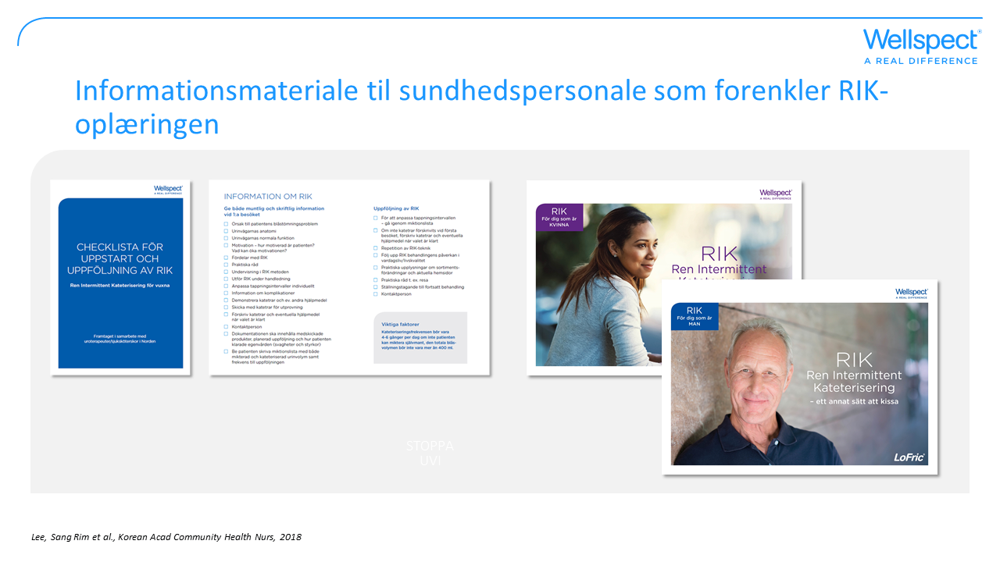 Wellspect®
A REAL DIFFERENCE
Informationsmateriale til sundhedspersonale som forenkler RIK-
oplæringen
Wellspect
A REAL DIFFERENCE
CHECKLISTA FÖR
UPPSTART OCH
UPPFÖLJNING AV RIK
Ren Intermittent Kateterisering för vuxna
Framtaget i samarbete med
uroterapeuter/sjuksköterskor i Norden
INFORMATION OM RIK
Ge både muntlig och skriftlig information
vid 1:a besöket
Orsak till patientens blåstömningsproblem
Urinvägarnas anatomi
Urinvägarnas normala funktion
Motivation – hur motiverad är patienten?
Vad kan öka motivationen?
Fördelar med RIK
Praktiska råd
Undervisning i RIK metoden
Utför RIK under handledning
Anpassa tappningsintervaller individuellt
Information om komplikationer
Demonstrera katetrar och ev. andra hjälpmedel
Skicka med katetrar för utprovning
Förskriv katetrar och eventuella hjälpmedel
när valet är klart
Kontaktperson
Dokumentationen ska innehålla medskickade
produkter, planerad uppföljning och hur patienten
klarade egenvården (svagheter och styrkor)
Be patienten skriva miktionslista med både
mikterad och kateteriserad urinvolym samt
frekvens till uppföljningen
Uppföljning av RIK
För att anpassa tappningsintervallen
– gå igenom miktionslista
Om inte katetrar förskrivits vid första
besöket, förskriv katetrar och eventuella
hjälpmedel när valet är klart
Repetition av RIK-teknik
Följ upp RIK behandlingens påverkan i
vardagsliv/livskvalitet
Praktiska upplysningar om sortiments-
förändringar och aktuella hemsidor
Praktiska råd t. ex. resa
Ställningstagande till fortsatt behandling
Kontaktperson
Viktiga faktorer
Kateteriseringsfrekvensen bör vara
4-6 gånger per dag om inte patienten
kan miktera självmant, den totala blås-
volymen bör inte vara mer än 400 ml.
Wellspect
A REAL DIFFERENCE
RIK
För dig som är
KVINNA
RIK
Ren Intermittent
Kateterisering
Wellspect
A REAL DIFFERENCE
RIK
För dig som är
MAN
RIK
Ren Intermittent
Kateterisering
– ett annat sätt att kissa
LoFric
STOPPA
UVI
Lee, Sang Rim et al., Korean Acad Community Health Nurs, 2018